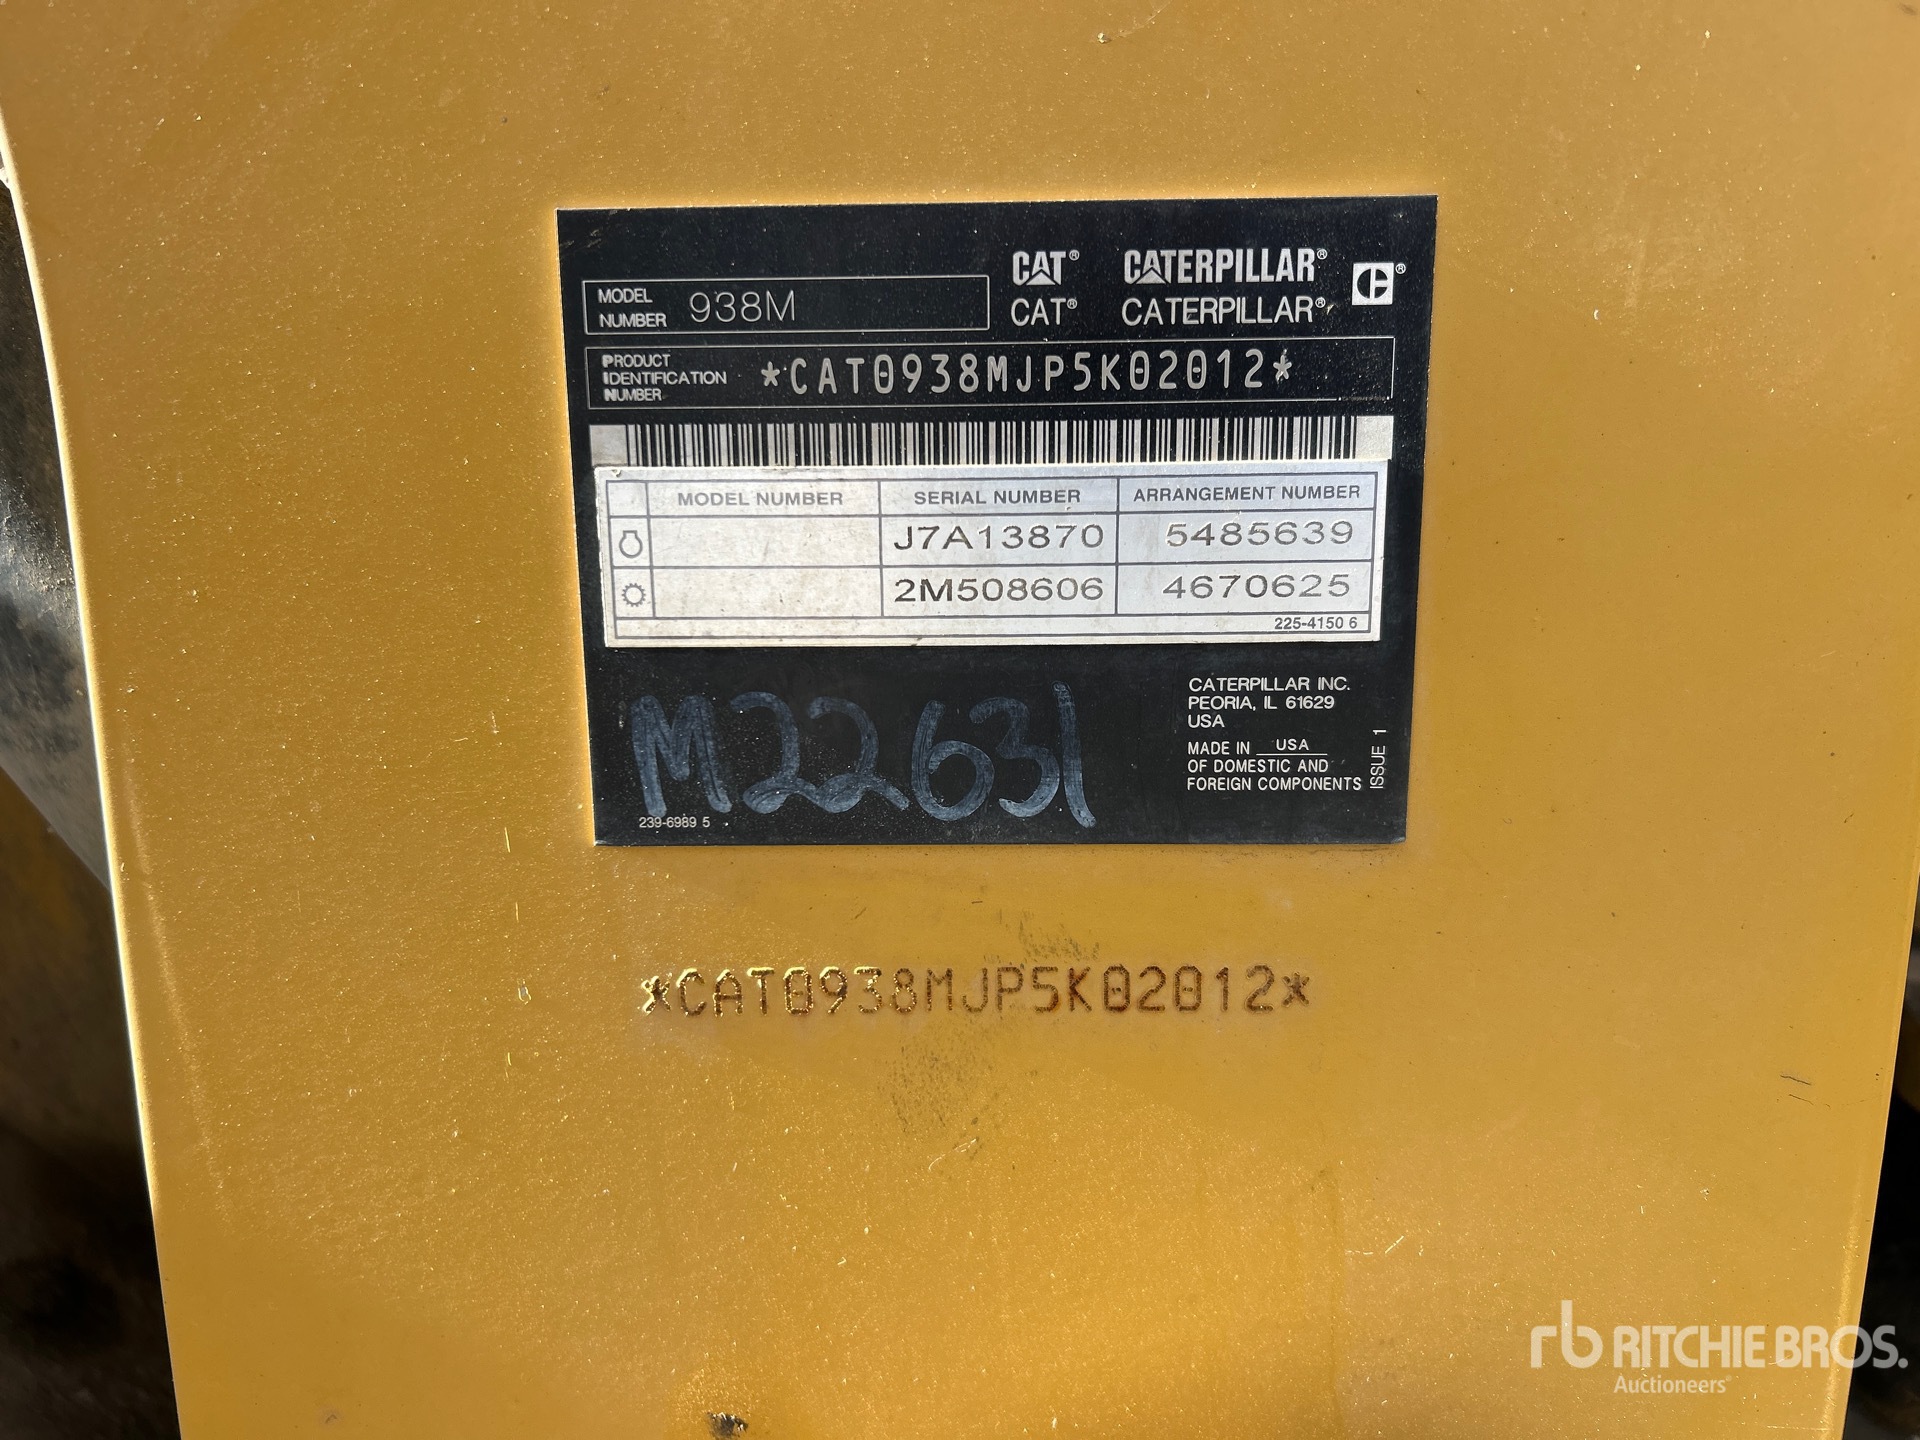 MODEL NUMBER 938M
CAT® CATERPILLAR®
CAT® CATERPILLAR®
PRODUCT IDENTIFICATION NUMBER *CAT0938MJP5K02012*
MODEL NUMBER SERIAL NUMBER ARRANGEMENT NUMBER
J7A13870 5485639
2M508606 4670625
225-4150 6
M22631
239-6989 5
CATERPILLAR INC.
PEORIA, IL 61629
USA
MADE IN USA
OF DOMESTIC AND
FOREIGN COMPONENTS
ISSUE 1
*CAT0938MJP5K02012*
rb RITCHIE BROS.
Auctioneers